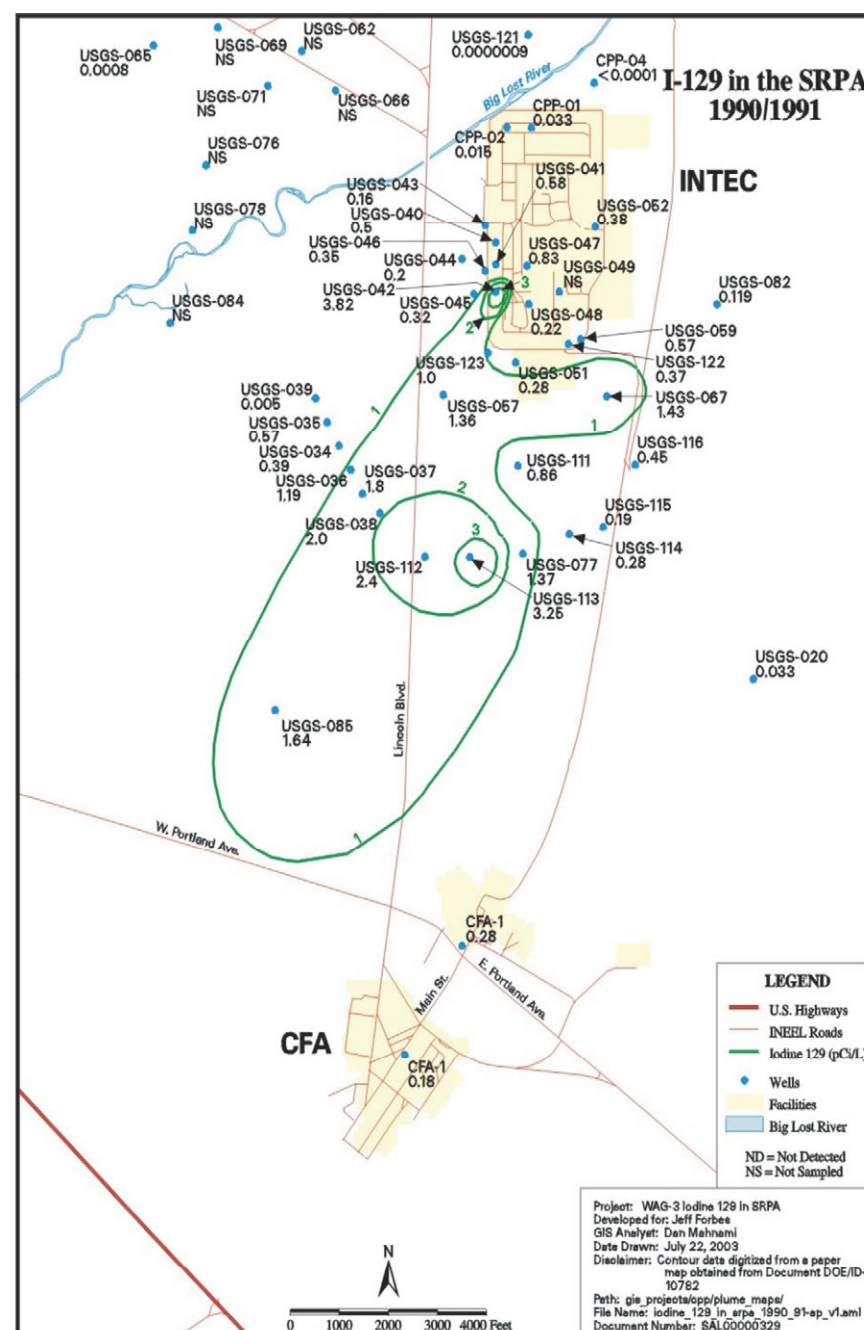 USGS-065
0.0008
USGS-069
NS
USGS-062
NS
USGS-121
0.0000009
CPP-04
<0.0001
I-129 in the SRPA
1990/1991
USGS-071
NS
USGS-066
NS
Big Lost River
CPP-01
0.033
CPP-02
0.015
USGS-076
NS
USGS-041
0.58
INTEC
USGS-043
0.16
USGS-040
0.5
USGS-052
0.38
USGS-078
NS
USGS-046
0.35
USGS-044
0.2
USGS-047
0.83
USGS-049
NS
USGS-042
3.82
USGS-045
0.32
3
2
USGS-048
0.22
USGS-082
0.119
USGS-084
NS
USGS-059
0.57
USGS-122
0.37
USGS-123
1.0
USGS-051
0.28
USGS-039
0.005
1
USGS-057
1.36
USGS-067
1.43
USGS-035
0.57
1
USGS-034
0.39
USGS-116
0.45
USGS-036
1.19
USGS-037
1.8
USGS-111
0.86
2
USGS-038
2.0
3
USGS-115
0.19
USGS-114
0.28
USGS-112
2.4
USGS-077
1.37
USGS-113
3.25
USGS-020
0.033
USGS-085
1.64
Lincoln Blvd.
W. Portland Ave.
1
CFA-1
0.28
E. Portland Ave.
Main St.
CFA
CFA-1
0.18
LEGEND
U.S. Highways
INEEL Roads
Iodine 129 (pCi/L)
Wells
Facilities
Big Lost River
ND = Not Detected
NS = Not Sampled
N
0 1000 2000 3000 4000 Feet
Project: WAG-3 Iodine 129 in SRPA
Developed for: Jeff Forbes
GIS Analyst: Dan Mahnami
Date Drawn: July 22, 2003
Disclaimer: Contour data digitized from a paper
map obtained from Document DOE/ID-
10782
Path: gis_projects/opp/plume_maps/
File Name: iodine_129_in_srpa_1990_91-ap_v1.aml
Document Number: SAL00000329